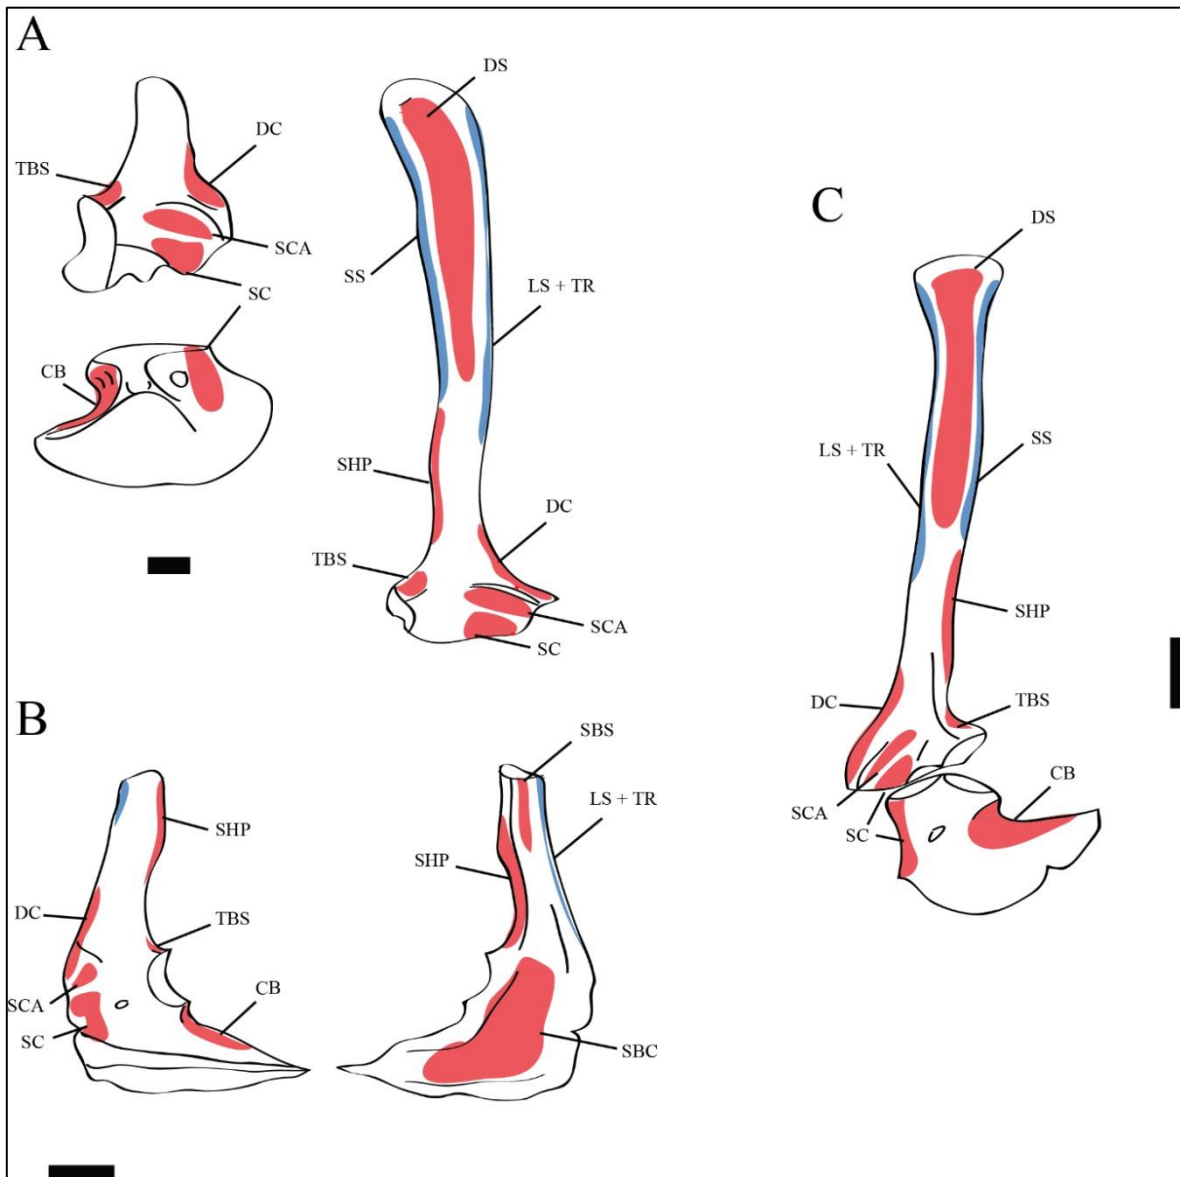 A
DS
DC
TBS
SCA
SC
SS
LS + TR
CB
SHP
DC
TBS
SCA
SC
C
DS
LS + TR
SS
SHP
DC
TBS
SCA
SC
CB
B
SBS
LS + TR
SHP
SHP
DC
TBS
SCA
SC
CB
SBC